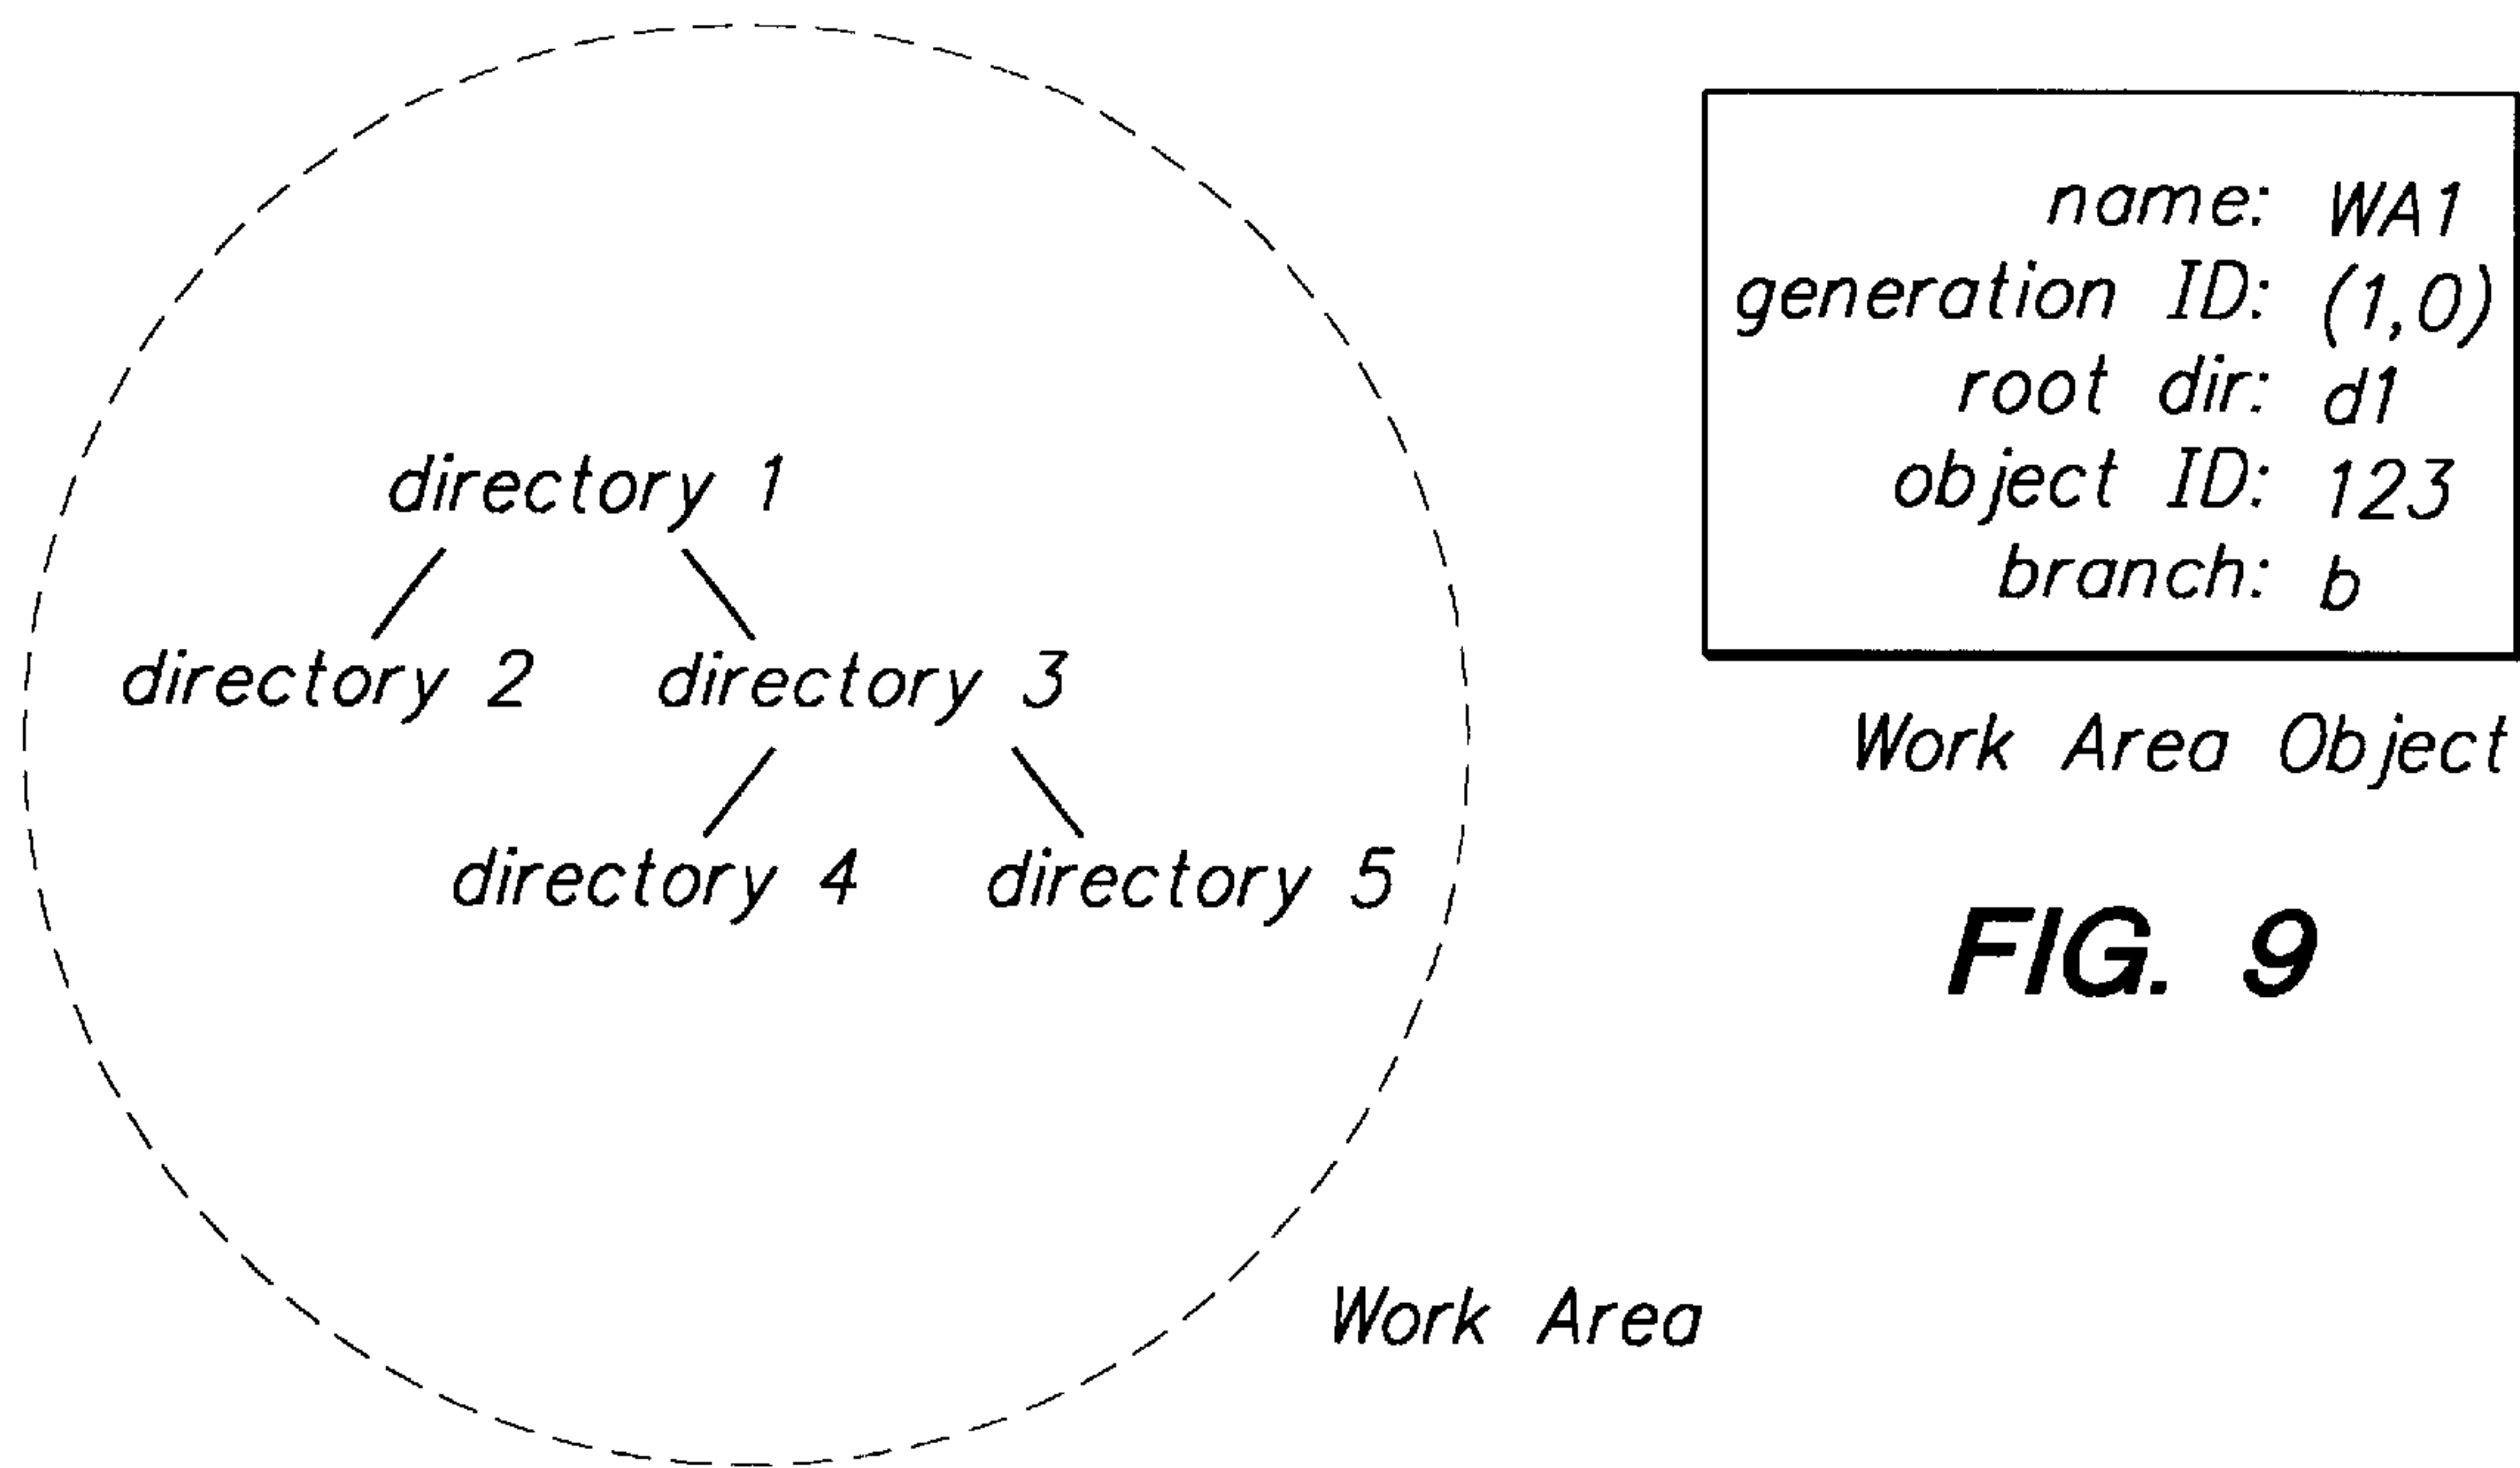 directory 1
directory 2 directory 3
directory 4 directory 5
Work Area
name: WA1
generation ID: (1,0)
root dir: d1
object ID: 123
branch: b
Work Area Object
FIG. 9